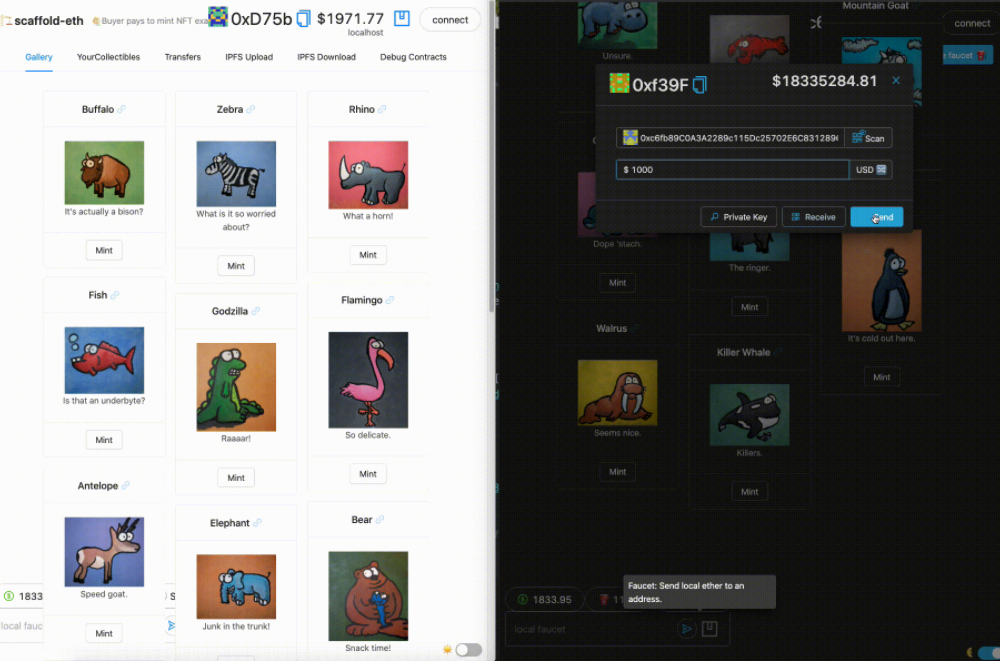 scaffold-eth
Buyer pays to mint NFT exa
0xD75b
$1971.77
localhost
connect
Gallery
YourCollectibles
Transfers
IPFS Upload
IPFS Download
Debug Contracts
Buffalo
It's actually a bison?
Mint
Zebra
What is it so worried
about?
Mint
Rhino
What a horn!
Mint
Fish
Is that an underbyte?
Mint
Godzilla
Raaaar!
Mint
Flamingo
So delicate.
Mint
Antelope
Speed goat.
Mint
Elephant
Junk in the trunk!
Bear
Snack time!
1833
local fauc
Mountain Goat
connect
faucet
Unsure.
0xf39F
$18335284.81
Scan
$ 1000
USD
Private Key
Receive
Send
Dope 'stach.
Mint
The ringer.
Mint
It's cold out here.
Mint
Walrus
Seems nice.
Mint
Killer Whale
Killers.
Mint
Faucet: Send local ether to an
address.
1833.95
local faucet